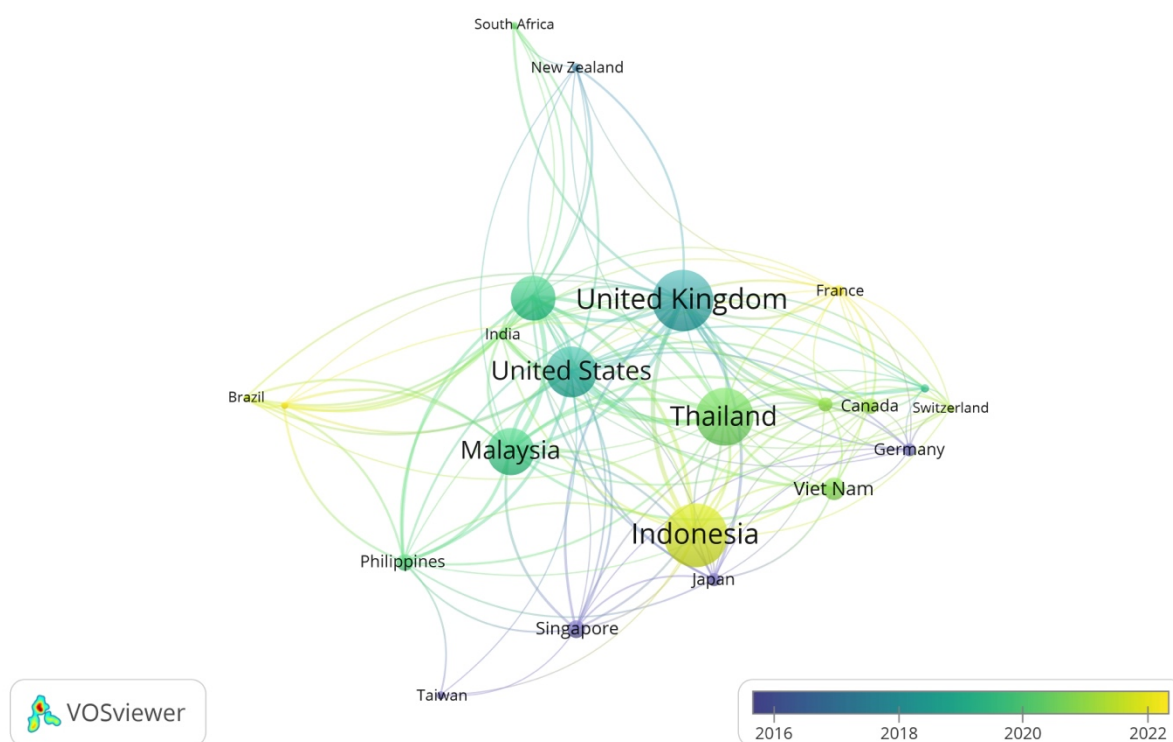 South Africa
New Zealand
United Kingdom
France
India
United States
Brazil
Thailand
Canada
Switzerland
Malaysia
Germany
Viet Nam
Indonesia
Philippines
Japan
Singapore
Taiwan
VOSviewer
2016 2018 2020 2022